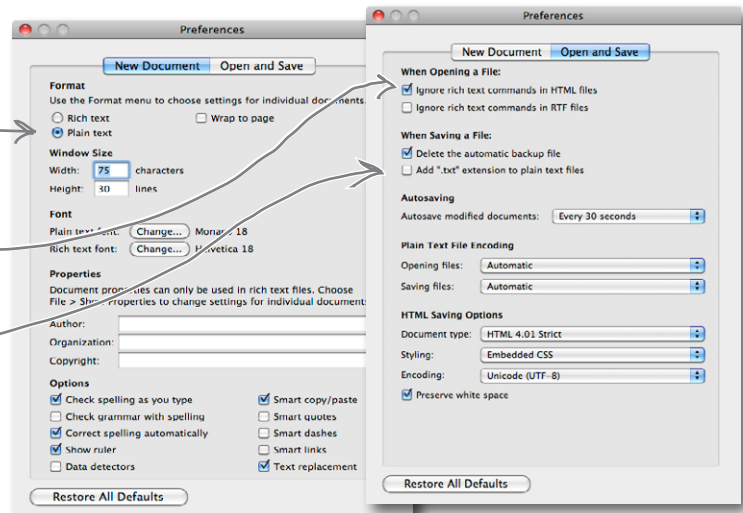 Preferences
New Document
Open and Save
Format
Use the Format menu to choose settings for individual documents.
Rich text
Wrap to page
Plain text
Window Size
Width: 75 characters
Height: 30 lines
Font
Plain text font: Change... Monaco 18
Rich text font: Change... Helvetica 18
Properties
Document properties can only be used in rich text files. Choose
File > Show Properties to change settings for individual documents
Author:
Organization:
Copyright:
Options
Check spelling as you type
Smart copy/paste
Check grammar with spelling
Smart quotes
Correct spelling automatically
Smart dashes
Show ruler
Smart links
Data detectors
Text replacement
Restore All Defaults
Preferences
New Document
Open and Save
When Opening a File:
Ignore rich text commands in HTML files
Ignore rich text commands in RTF files
When Saving a File:
Delete the automatic backup file
Add ".txt" extension to plain text files
Autosaving
Autosave modified documents: Every 30 seconds
Plain Text File Encoding
Opening files: Automatic
Saving files: Automatic
HTML Saving Options
Document type: HTML 4.01 Strict
Styling: Embedded CSS
Encoding: Unicode (UTF-8)
Preserve white space
Restore All Defaults